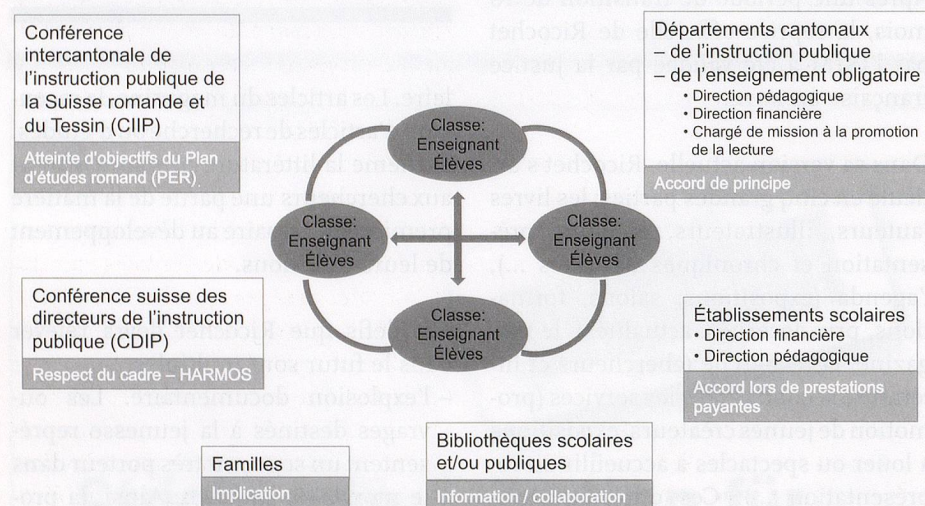 Conférence
intercantonale de
l'instruction publique de
la Suisse romande et
du Tessin (CIIP)
Atteinte d'objectifs du Plan
d'études romand (PER).
Départements cantonaux
– de l'instruction publique
– de l'enseignement obligatoire
• Direction pédagogique
• Direction financière
• Chargé de mission à la promotion
de la lecture
Accord de principe
Classe:
Enseignant
Élèves
Classe:
Enseignant
Élèves
Classe:
Enseignant
Élèves
Classe:
Enseignant
Élèves
Conférence suisse des
directeurs de l'instruction
publique (CDIP)
Respect du cadre – HARMOS
Établissements scolaires
• Direction financière
• Direction pédagogique
Accord lors de prestations
payantes
Familles
Implication
Bibliothèques scolaires
et/ou publiques
Information / collaboration